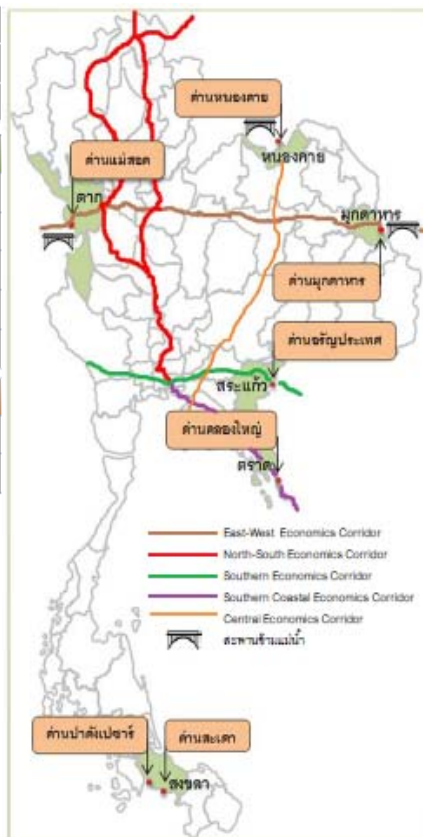 ด่านหนองคาย
หนองคาย
ด่านแม่สอด
ตาก
มุกดาหาร
ด่านมุกดาหาร
ด่านอรัญประเทศ
สระแก้ว
ด่านคลองใหญ่
ตราด
East-West Economics Corridor
North-South Economics Corridor
Southern Economics Corridor
Southern Coastal Economics Corridor
Central Economics Corridor
สะพานข้ามแม่น้ำ
ด่านปาดังเบซาร์
ด่านสะเดา
สงขลา